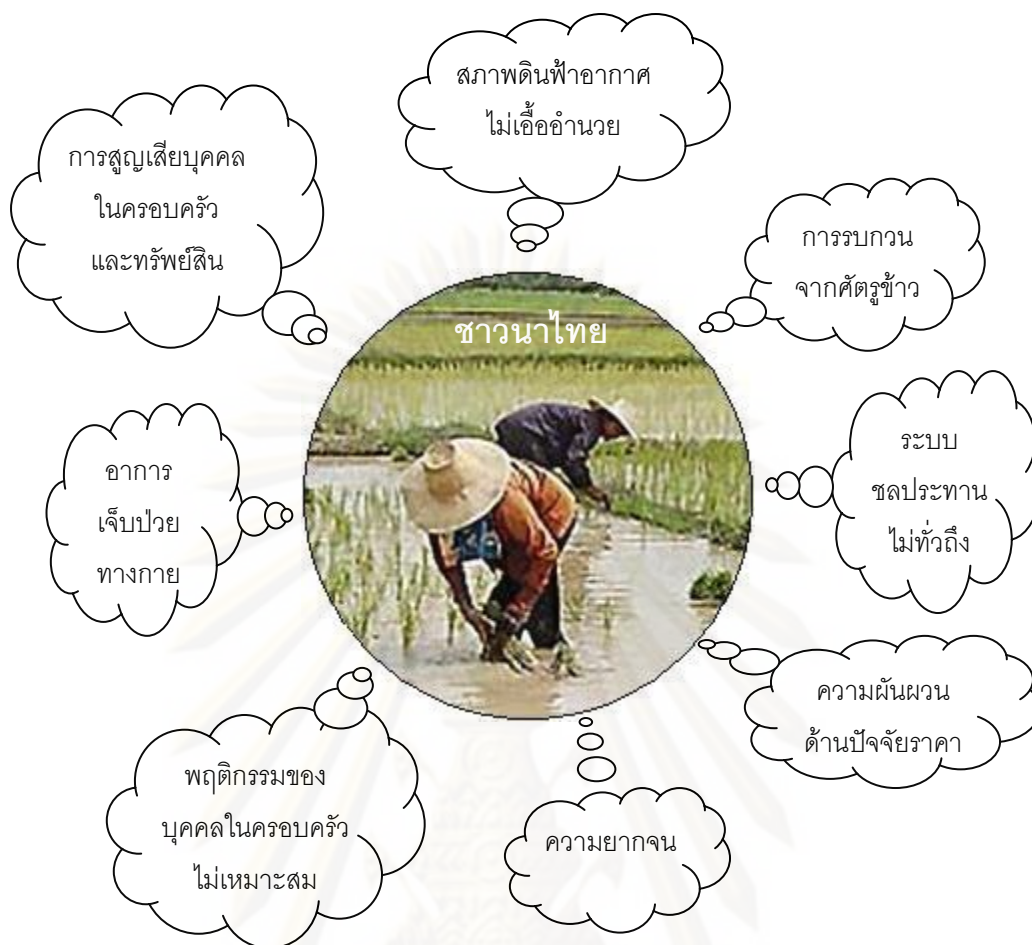 สภาพดินฟ้าอากาศ
ไม่เอื้ออำนวย
การสูญเสียบุคคล
ในครอบครัว
และทรัพย์สิน
การรบกวน
จากศัตรูข้าว
ชาวนาไทย
อาการ
เจ็บป่วย
ทางกาย
ระบบ
ชลประทาน
ไม่ทั่วถึง
ความผันผวน
ด้านปัจจัยราคา
พฤติกรรมของ
บุคคลในครอบครัว
ไม่เหมาะสม
ความยากจน